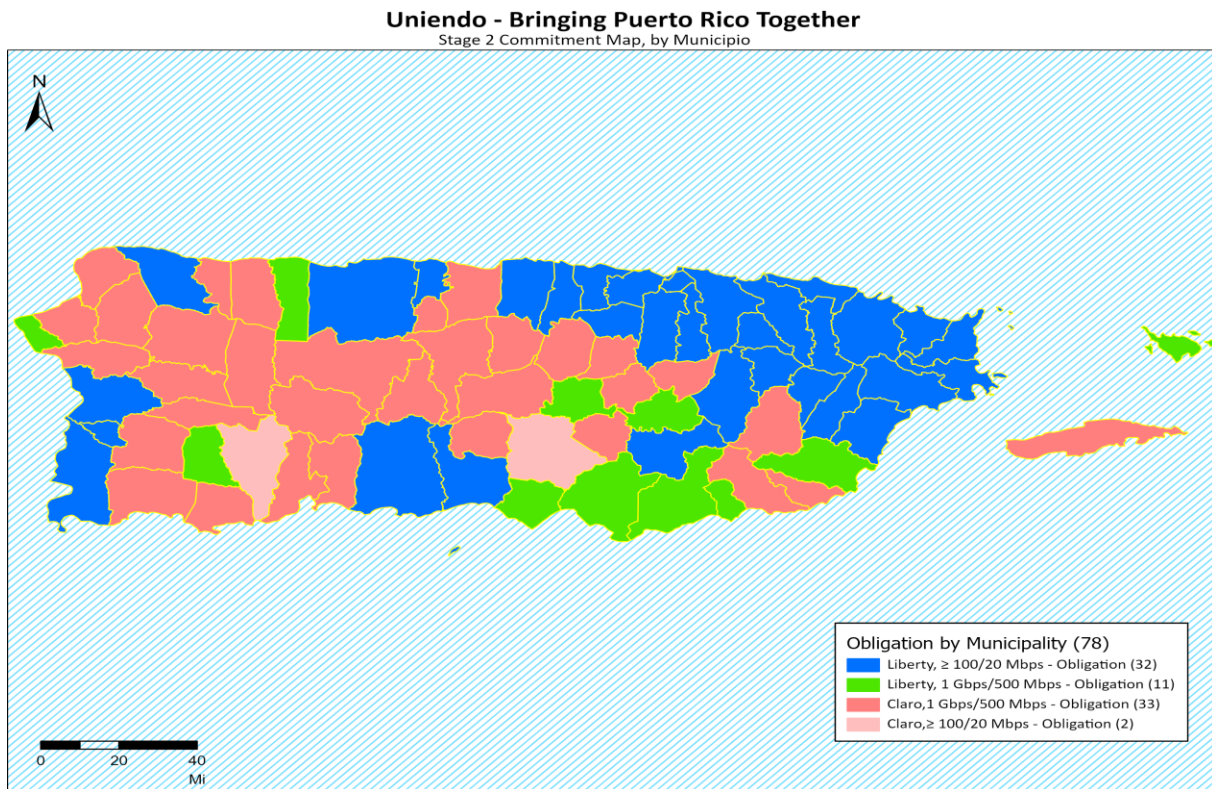 Uniendo - Bringing Puerto Rico Together
Stage 2 Commitment Map, by Municipio
N
Obligation by Municipality (78)
Liberty, ≥ 100/20 Mbps - Obligation (32)
Liberty, 1 Gbps/500 Mbps - Obligation (11)
Claro,1 Gbps/500 Mbps - Obligation (33)
Claro,≥ 100/20 Mbps - Obligation (2)
0 20 40
Mi